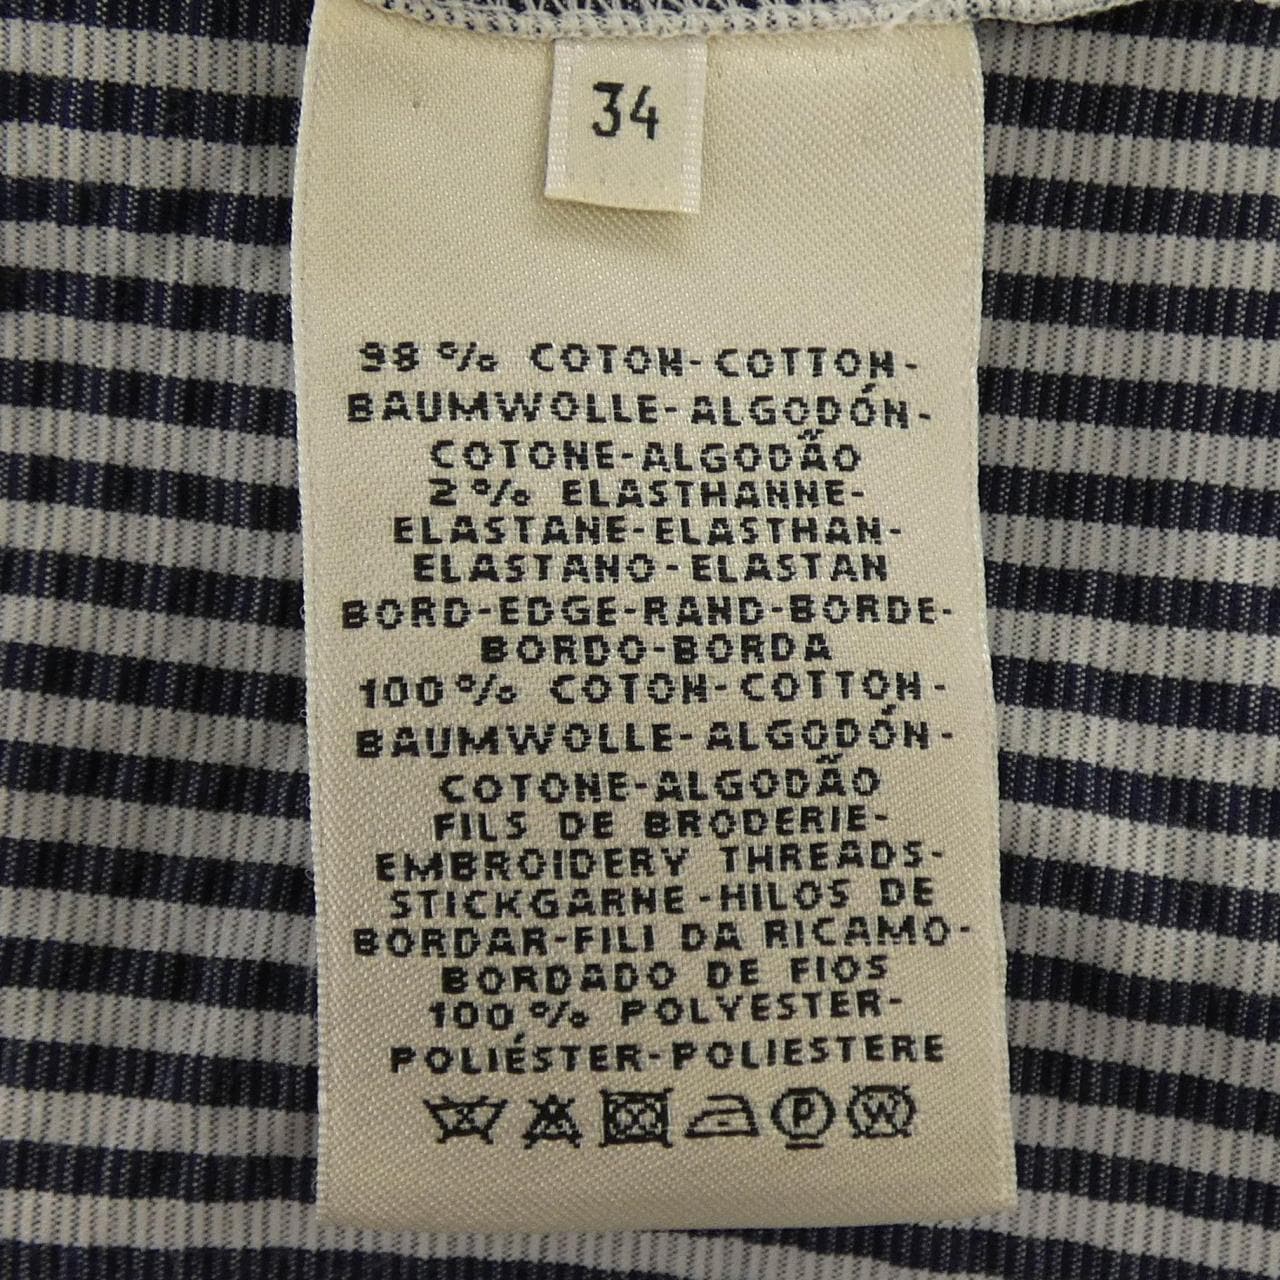 34
98 % COTON-COTTON-
BAUMWOLLE-ALGODÓN-
COTONE-ALGODÃO
2 % ELASTHANNE-
ELASTANE-ELASTHAN-
ELASTANO-ELASTAN
BORD-EDGE-RAND-BORDE-
BORDO-BORDA
100 % COTON-COTTON-
BAUMWOLLE-ALGODÓN-
COTONE-ALGODÃO
FILS DE BRODERIE-
EMBROIDERY THREADS-
STICKGARNE-HILOS DE
BORDAR-FILI DA RICAMO-
BORDADO DE FIOS
100 % POLYESTER-
POLIÉSTER-POLIESTERE
P W